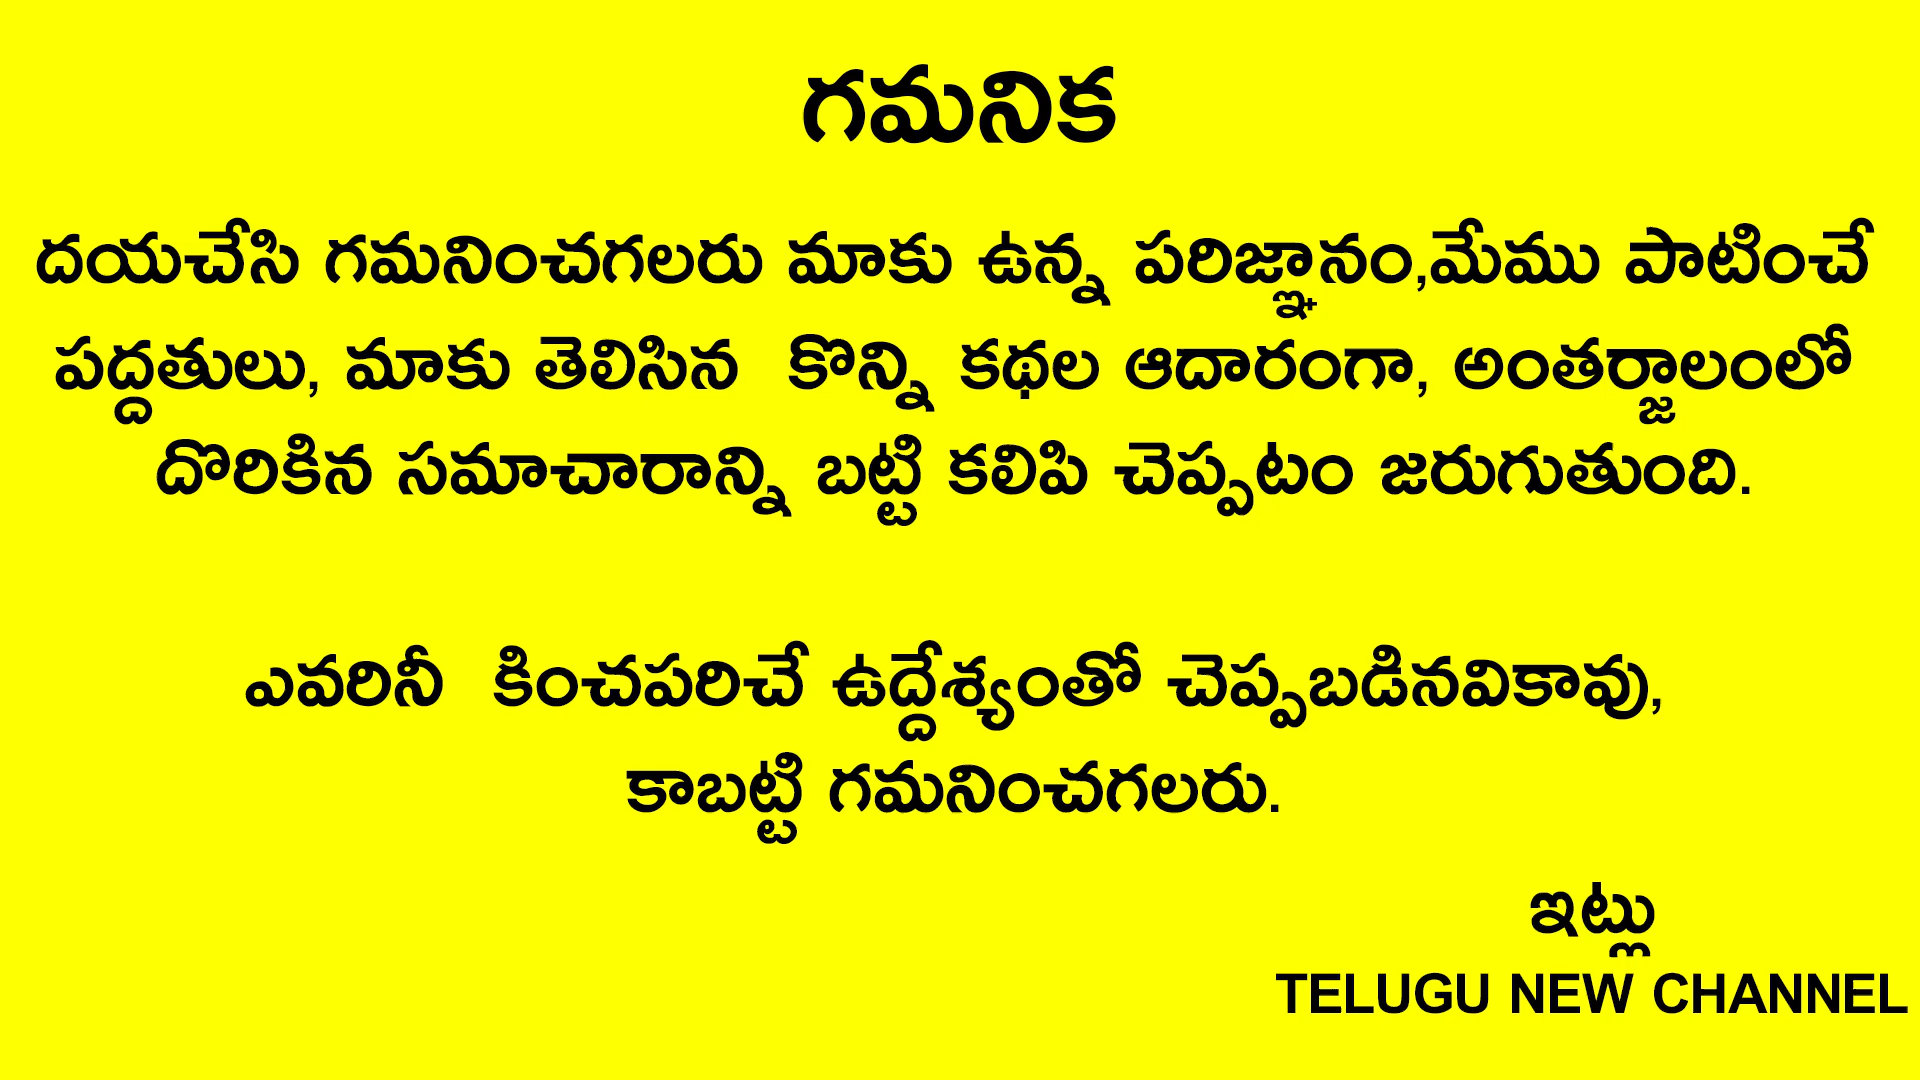 గమనిక
దయచేసి గమనించగలరు మాకు ఉన్న పరిజ్ఞానం,మేము పాటించే
పద్దతులు, మాకు తెలిసిన కొన్ని కథల ఆదారంగా, అంతర్జాలంలో
దొరికిన సమాచారాన్ని బట్టి కలిపి చెప్పటం జరుగుతుంది.
ఎవరినీ కించపరిచే ఉద్దేశ్యంతో చెప్పబడినవికావు,
కాబట్టి గమనించగలరు.
ఇట్లు
TELUGU NEW CHANNEL